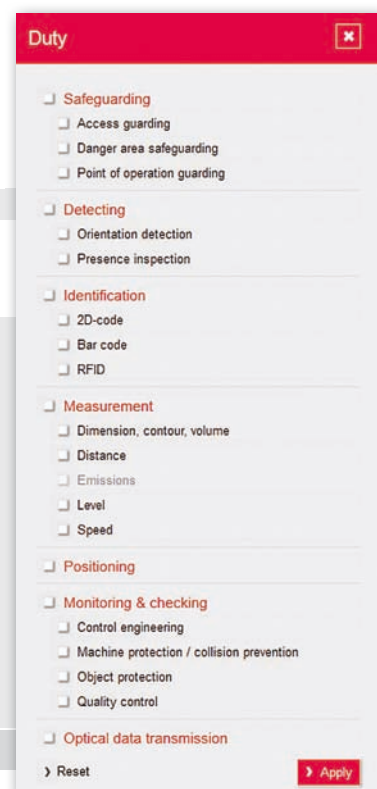 Duty
Safeguarding
Access guarding
Danger area safeguarding
Point of operation guarding
Detecting
Orientation detection
Presence inspection
Identification
2D-code
Bar code
RFID
Measurement
Dimension, contour, volume
Distance
Emissions
Level
Speed
Positioning
Monitoring & checking
Control engineering
Machine protection / collision prevention
Object protection
Quality control
Optical data transmission
Reset
Apply